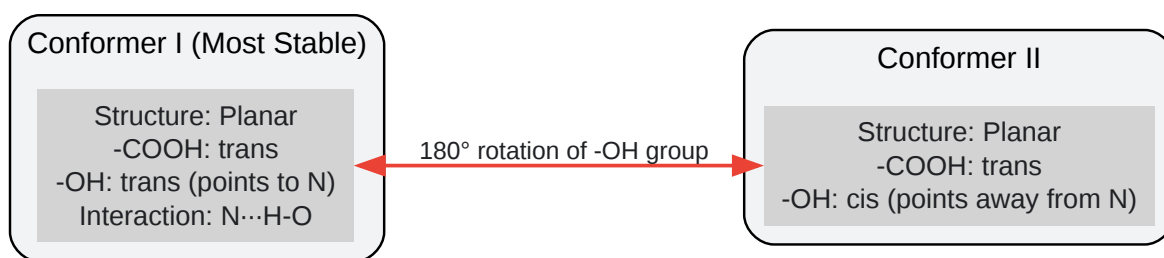 Conformer I (Most Stable)
Structure: Planar
-COOH: trans
-OH: trans (points to N)
Interaction: N···H-O
180° rotation of -OH group
Conformer II
Structure: Planar
-COOH: trans
-OH: cis (points away from N)